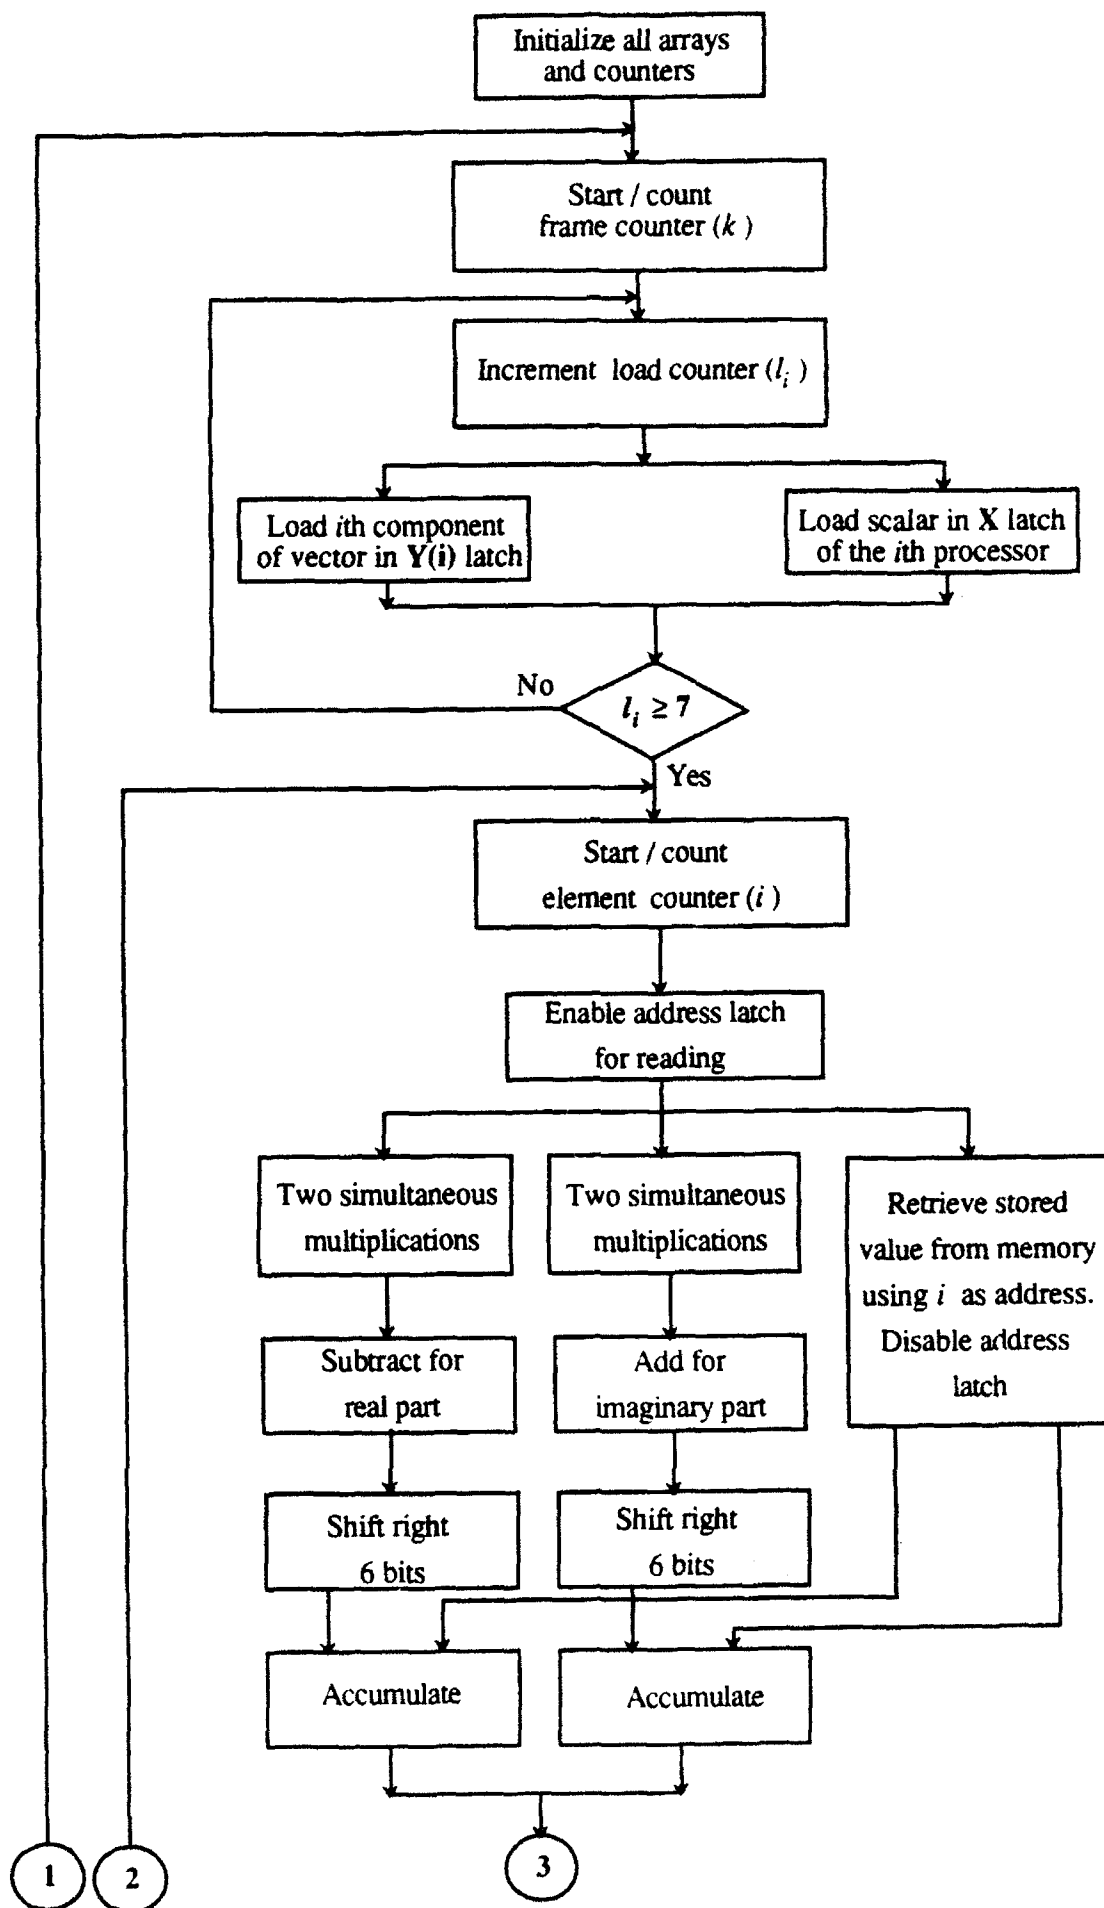 Initialize all arrays
and counters
Start / count
frame counter (k)
Increment load counter (l_i)
Load ith component
of vector in Y(i) latch
Load scalar in X latch
of the ith processor
No
l_i ≥ 7
Yes
Start / count
element counter (i)
Enable address latch
for reading
Two simultaneous
multiplications
Two simultaneous
multiplications
Retrieve stored
value from memory
using i as address.
Disable address
latch
Subtract for
real part
Add for
imaginary part
Shift right
6 bits
Shift right
6 bits
Accumulate
Accumulate
1
2
3